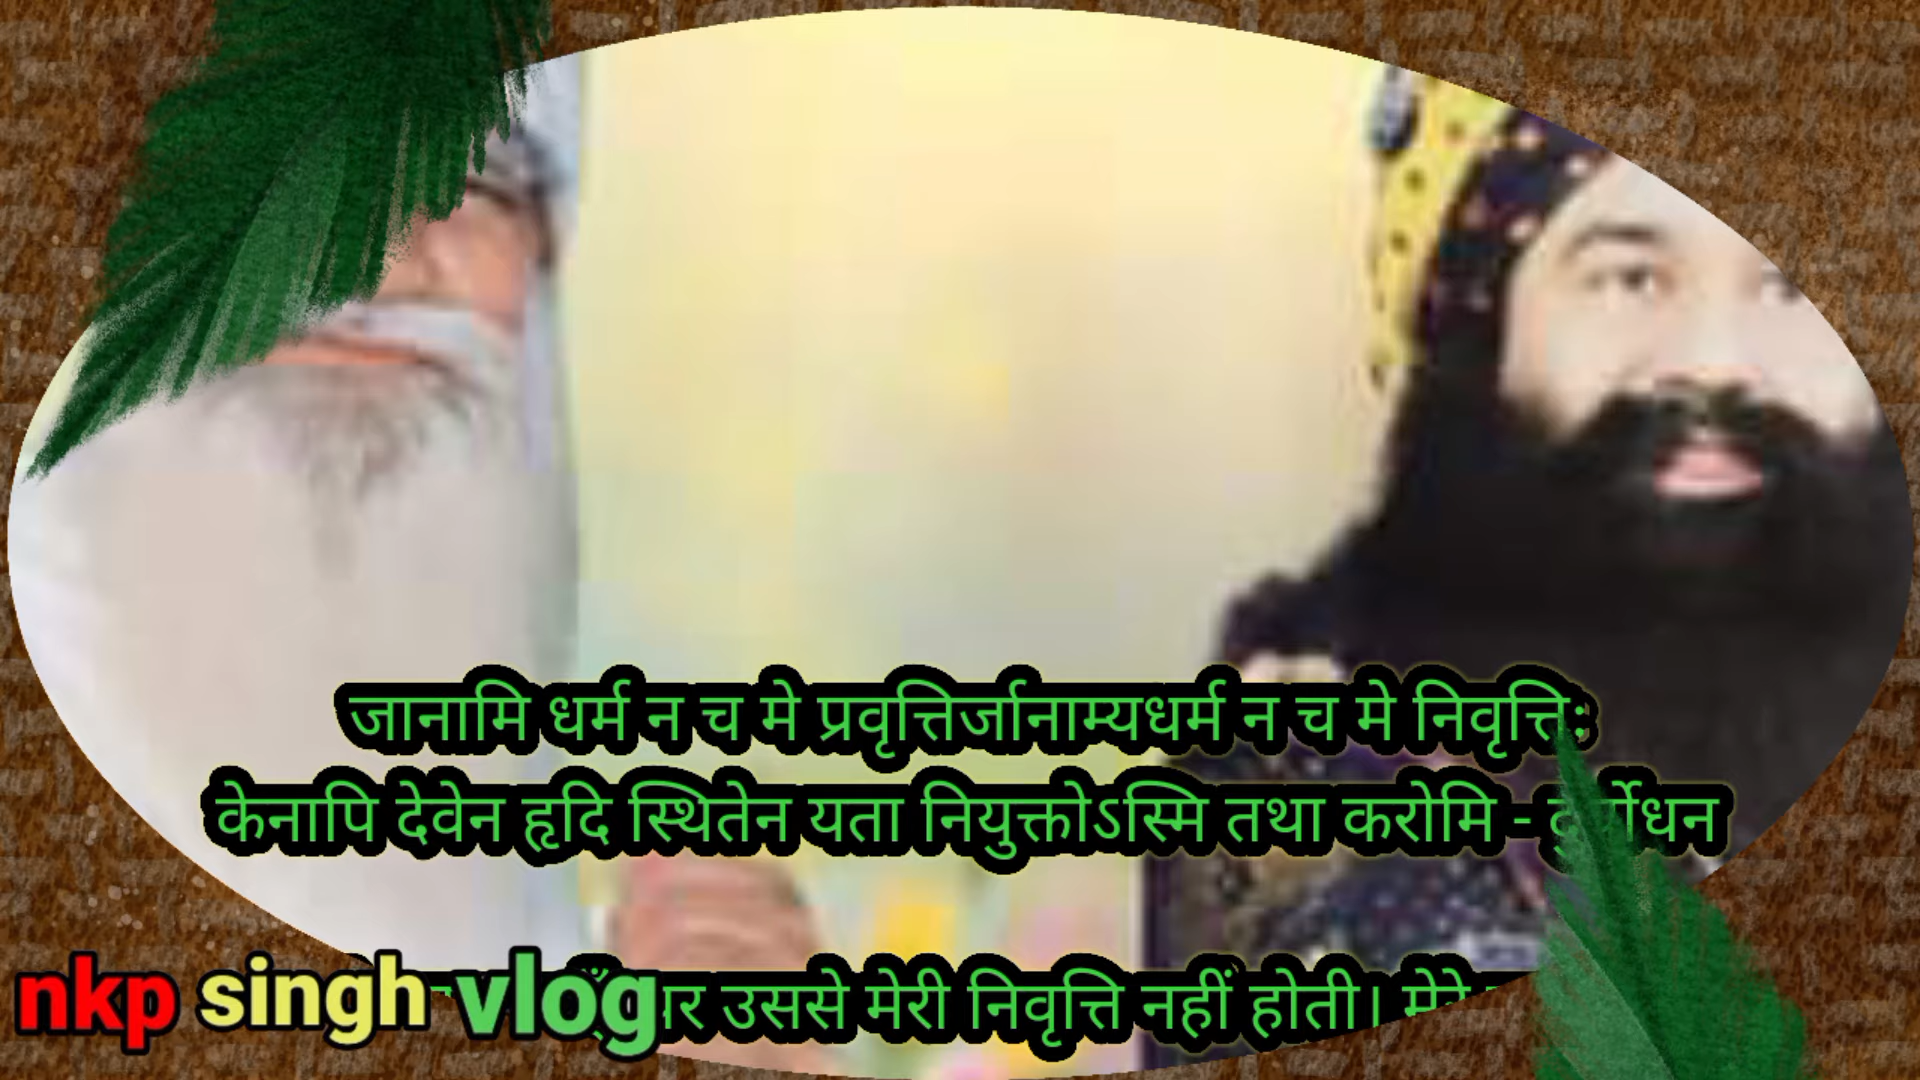 जानामि धर्म न च मे प्रवृत्तिर्जानाम्यधर्म न च मे निवृत्तिः
केनापि देवेन हृदि स्थितेन यता नियुक्तोऽस्मि तथा करोमि -
उससे मेरी निवृत्ति नहीं होती।
nkp singh vlog